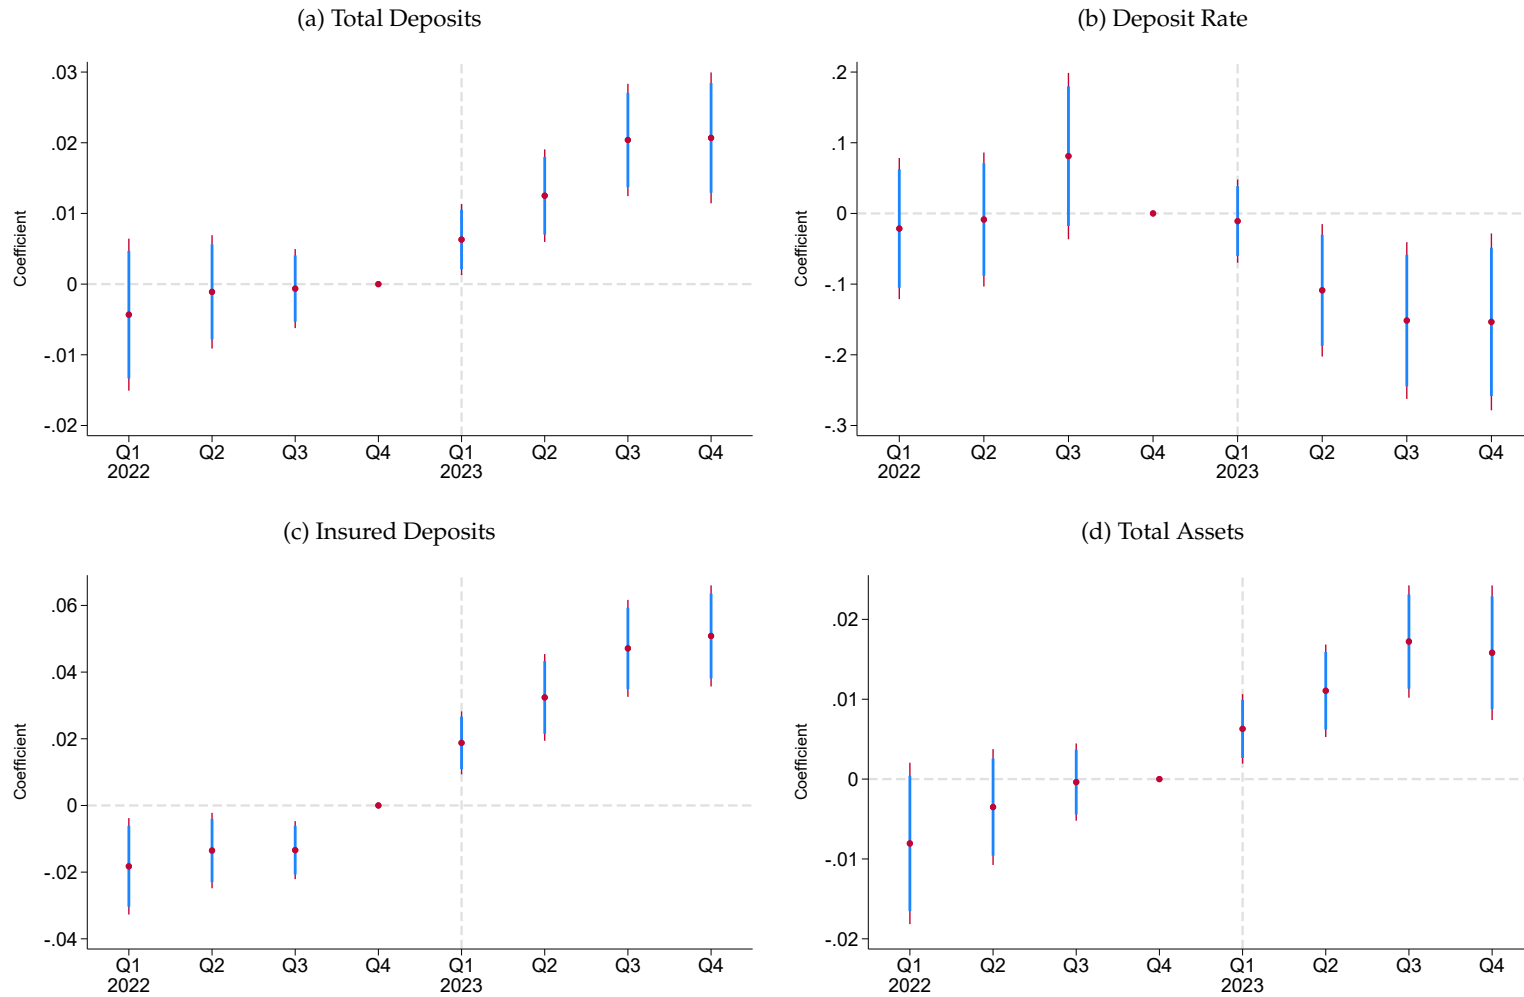 (a) Total Deposits
Coefficient
.03
.02
.01
0
-.01
-.02
Q1 Q2 Q3 Q4 Q1 Q2 Q3 Q4
2022 2023
(b) Deposit Rate
.2
.1
0
-.1
-.2
-.3
Q1 Q2 Q3 Q4 Q1 Q2 Q3 Q4
2022 2023
(c) Insured Deposits
Coefficient
.06
.04
.02
0
-.02
-.04
Q1 Q2 Q3 Q4 Q1 Q2 Q3 Q4
2022 2023
(d) Total Assets
Coefficient
.02
.01
0
-.01
-.02
Q1 Q2 Q3 Q4 Q1 Q2 Q3 Q4
2022 2023
Coefficient